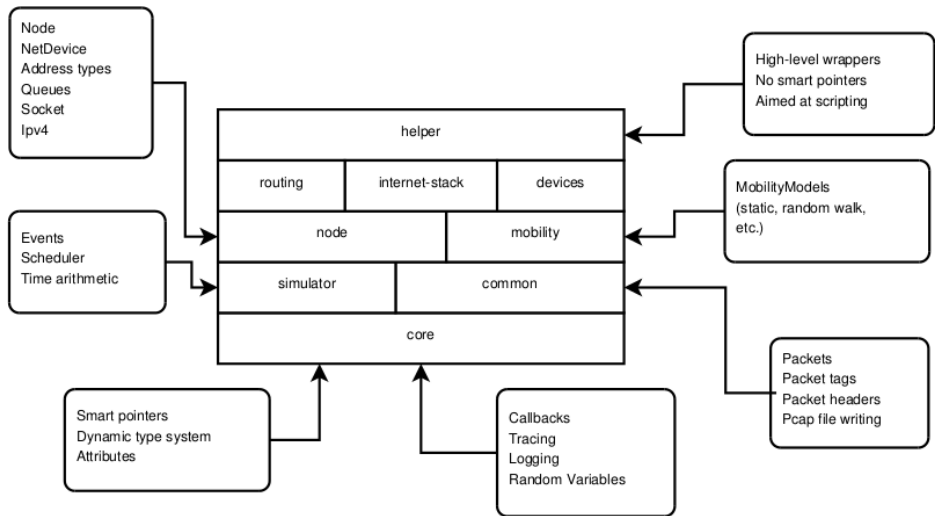 Node
NetDevice
Address types
Queues
Socket
Ipv4
High-level wrappers
No smart pointers
Aimed at scripting
helper
routing
internet-stack
devices
MobilityModels
(static, random walk,
etc.)
node
mobility
Events
Scheduler
Time arithmetic
simulator
common
core
Packets
Packet tags
Packet headers
Pcap file writing
Smart pointers
Dynamic type system
Attributes
Callbacks
Tracing
Logging
Random Variables